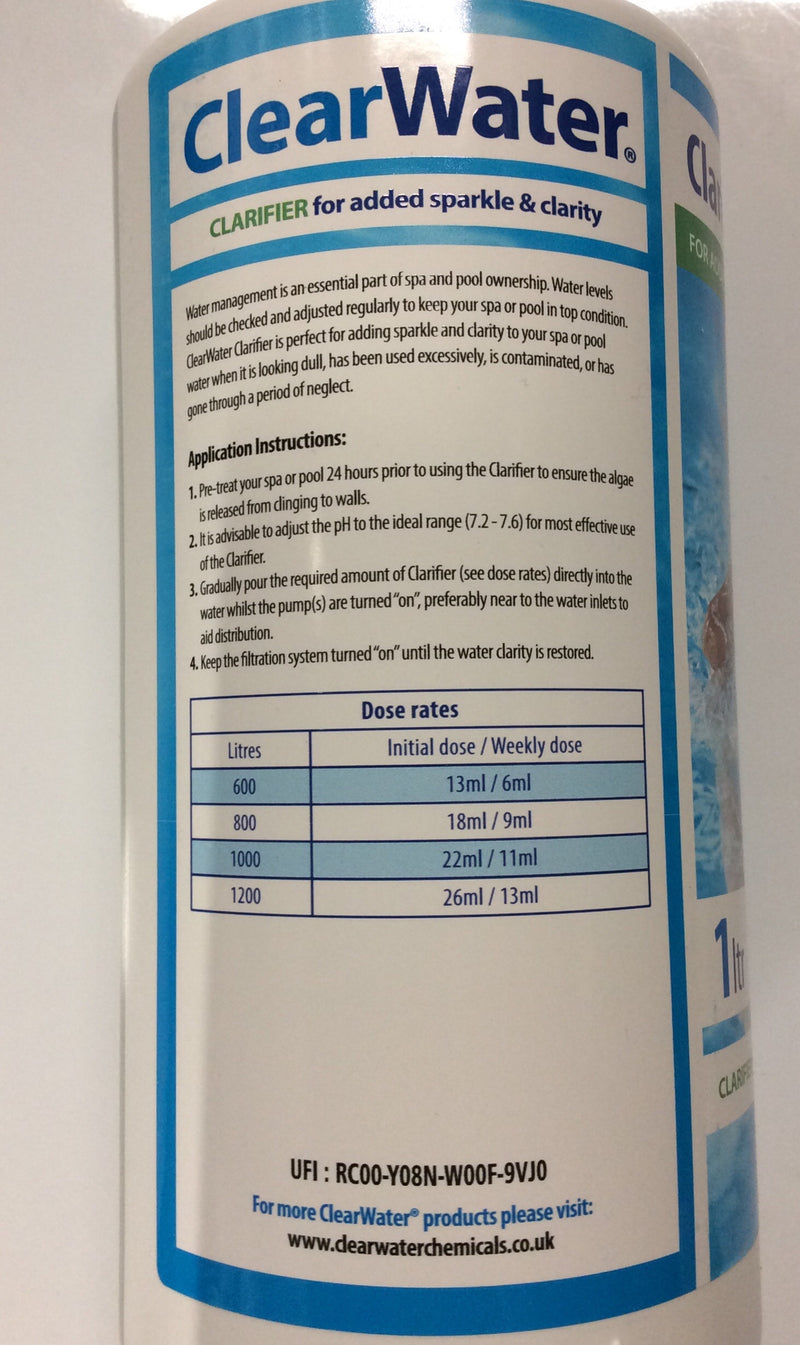 ClearWater®
CLARIFIER for added sparkle & clarity
Water management is an essential part of spa and pool ownership. Water levels
should be checked and adjusted regularly to keep your spa or pool in top condition.
ClearWater Clarifier is perfect for adding sparkle and clarity to your spa or pool
water when it is looking dull, has been used excessively, is contaminated, or has
gone through a period of neglect.
Application Instructions:
1. Pre-treat your spa or pool 24 hours prior to using the Clarifier to ensure the algae
is released from clinging to walls.
2. It is advisable to adjust the pH to the ideal range (7.2 - 7.6) for most effective use
of the Clarifier.
3. Gradually pour the required amount of Clarifier (see dose rates) directly into the
water whilst the pump(s) are turned "on", preferably near to the water inlets to
aid distribution.
4. Keep the filtration system turned "on" until the water clarity is restored.
Dose rates
Litres Initial dose / Weekly dose
600 13ml / 6ml
800 18ml / 9ml
1000 22ml / 11ml
1200 26ml / 13ml
UFI : RC00-Y08N-W00F-9VJ0
For more ClearWater® products please visit:
www.clearwaterchemicals.co.uk
FOR
1 ltr